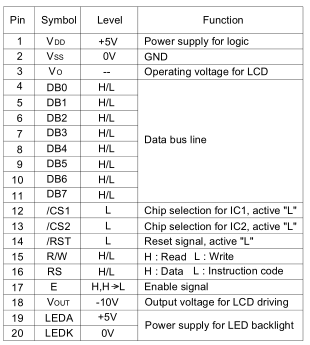 Pin Symbol Level Function
1 VDD +5V Power supply for logic
2 VSS 0V GND
3 VO -- Operating voltage for LCD
4 DB0 H/L
5 DB1 H/L
6 DB2 H/L
7 DB3 H/L
8 DB4 H/L
Data bus line
9 DB5 H/L
10 DB6 H/L
11 DB7 H/L
12 /CS1 L Chip selection for IC1, active "L"
13 /CS2 L Chip selection for IC2, active "L"
14 /RST L Reset signal, active "L"
15 R/W H/L H : Read L : Write
16 RS H/L H : Data L : Instruction code
17 E H,H→L Enable signal
18 VOUT -10V Output voltage for LCD driving
19 LEDA +5V
Power supply for LED backlight
20 LEDK 0V